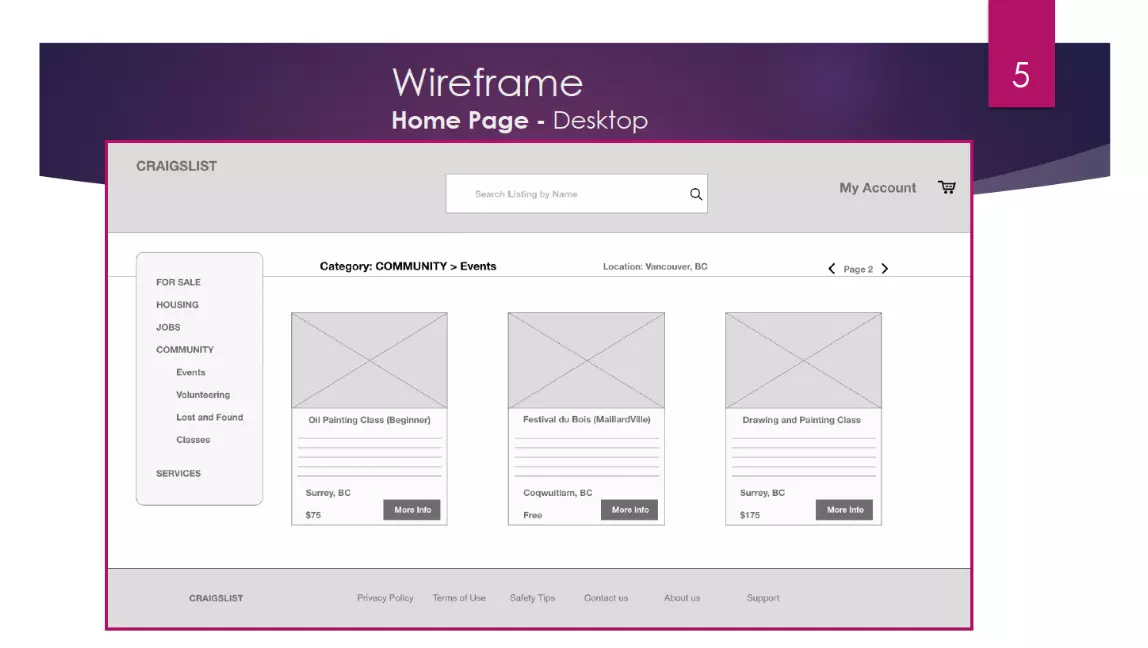 5
Wireframe
Home Page - Desktop
CRAIGSLIST
Search Listing by Name
My Account
Category: COMMUNITY > Events
Location: Vancouver, BC
Page 2
FOR SALE
HOUSING
JOBS
COMMUNITY
Events
Volunteering
Lost and Found
Classes
SERVICES
Oil Painting Class (Beginner)
Surrey, BC
$75
More Info
Festival du Bois (MaillardVille)
Coqwuitlam, BC
Free
More Info
Drawing and Painting Class
Surrey, BC
$175
More Info
CRAIGSLIST
Privacy Policy
Terms of Use
Safety Tips
Contact us
About us
Support